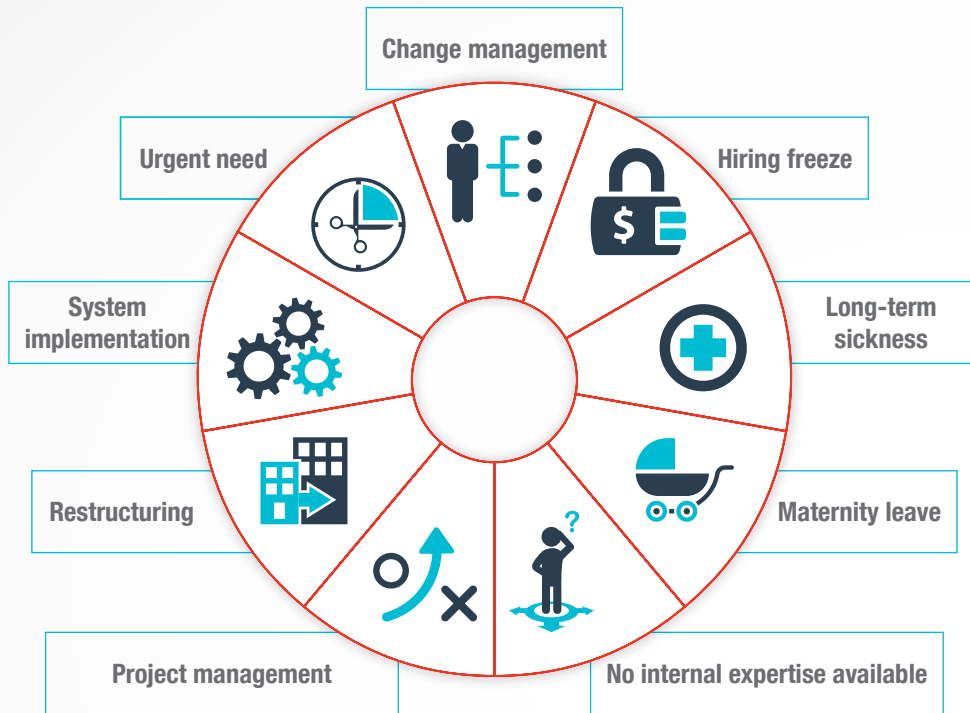 Change management
Urgent need
Hiring freeze
$
System
implementation
Long-term
sickness
Restructuring
Maternity leave
?
Project management
No internal expertise available